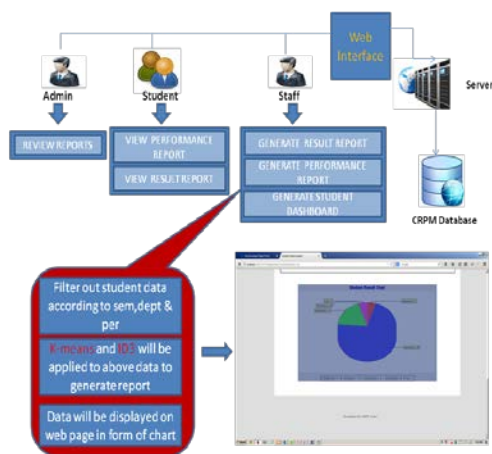 Web
Interface
Admin
Student
Staff
Server
REVIEW REPORTS
VIEW PERFORMANCE
REPORT
VIEW RESULT REPORT
GENERATE RESULT REPORT
GENERATE PERFORMANCE
REPORT
GENERATE STUDENT
DASHBOARD
CRPM Database
Filter out student data
according to sem,dept &
per
K-means and ID3 will be
applied to above data to
generate report
Data will be displayed on
web page in form of chart